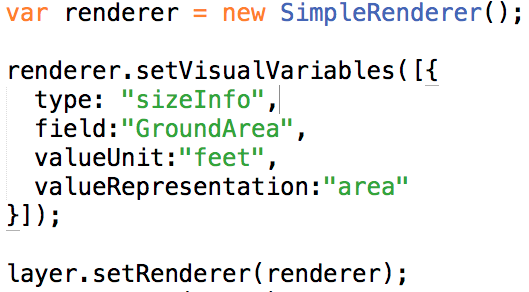 var renderer = new SimpleRenderer();
renderer.setVisualVariables([{
type: "sizeInfo",
field:"GroundArea",
valueUnit:"feet",
valueRepresentation:"area"
}]);
layer.setRenderer(renderer);